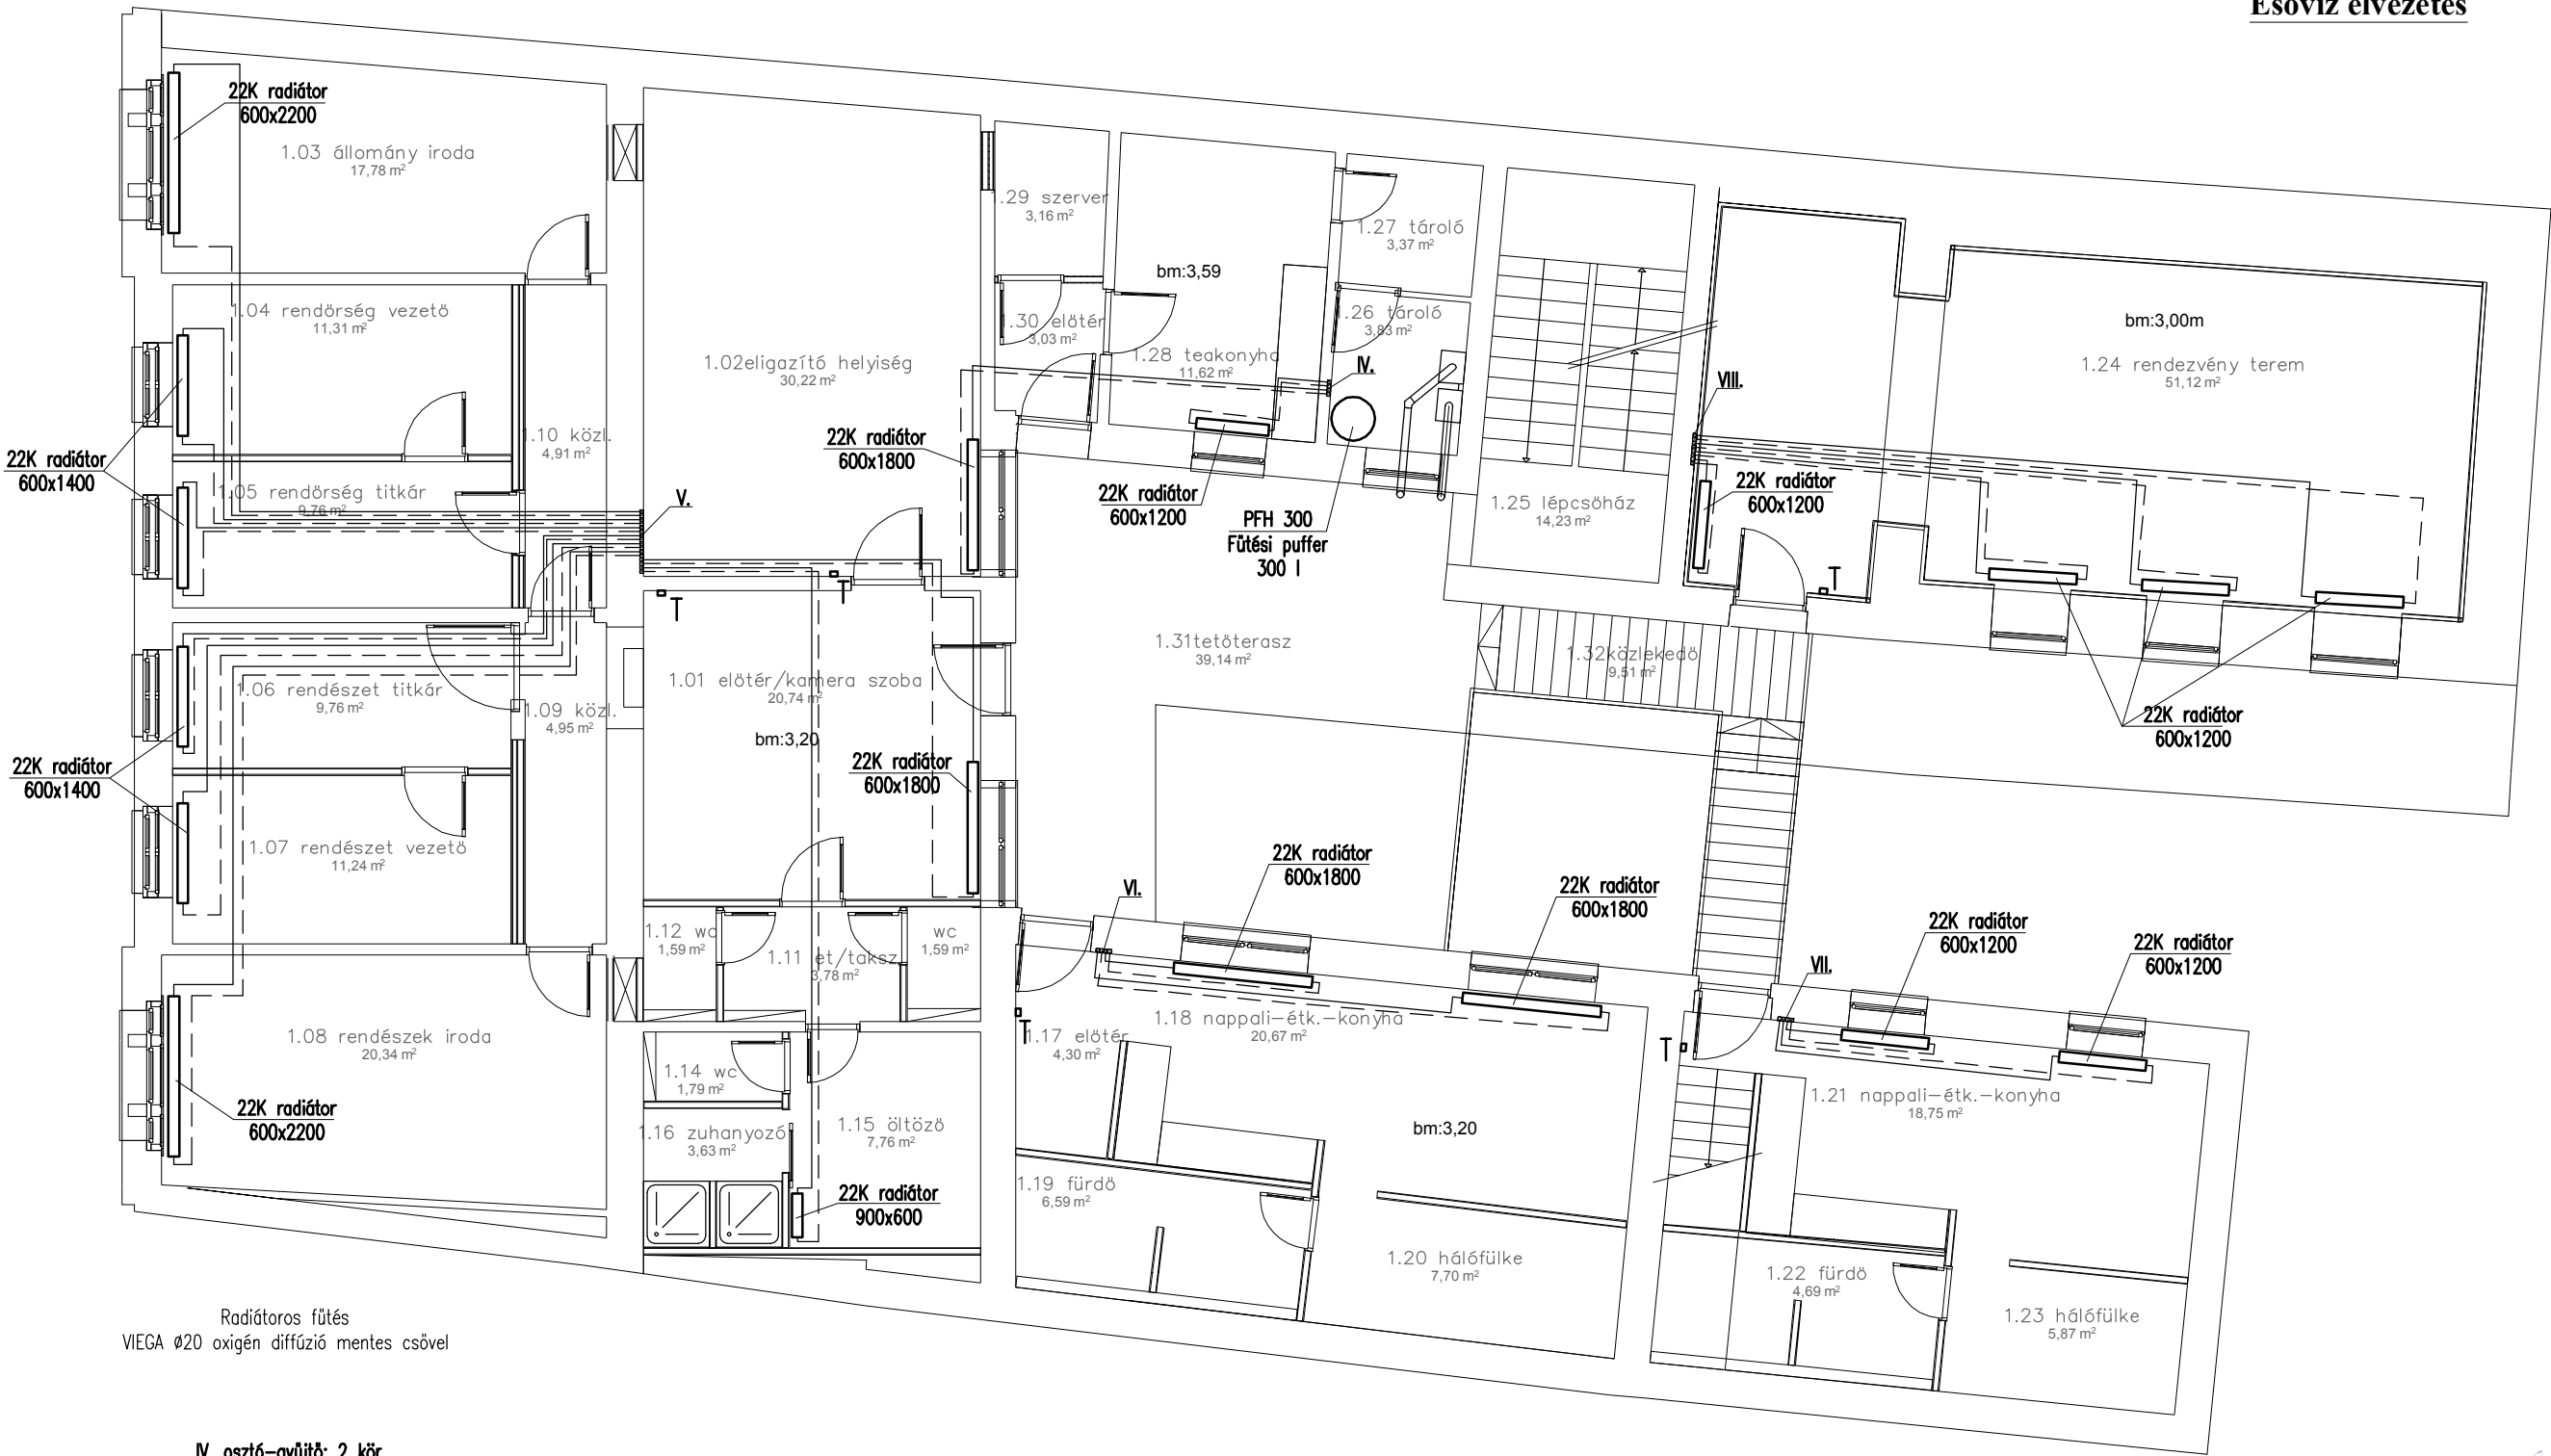 Esővíz elvezetés
22K radiátor
600x2200
1.03 állomány iroda
17,78 m²
1.04 rendörség vezetö
11,31 m²
22K radiátor
600x1400
1.05 rendörség titkár
9,76 m²
1.10 közl.
4,91 m²
1.02eligazító helyiség
30,22 m²
22K radiátor
600x1800
V.
T
T
1.29 szerver
3,16 m²
1.30 elötér
3,03 m²
bm:3,59
1.28 teakonyha
11,62 m²
1.27 tároló
3,37 m²
1.26 tároló
3,83 m²
IV.
22K radiátor
600x1200
PFH 300
Fűtési puffer
300 l
1.25 lépcsöház
14,23 m²
VIII.
22K radiátor
600x1200
T
bm:3,00m
1.24 rendezvény terem
51,12 m²
22K radiátor
600x1200
1.31tetöterasz
39,14 m²
1.32közlekedö
9,51 m²
1.06 rendészet titkár
9,76 m²
1.09 közl.
4,95 m²
22K radiátor
600x1400
1.07 rendészet vezetö
11,24 m²
1.01 elötér/kamera szoba
20,74 m²
bm:3,20
22K radiátor
600x1800
1.12 wc
1,59 m²
1.11 et/taksz
3,78 m²
wc
1,59 m²
1.08 rendészek iroda
20,34 m²
22K radiátor
600x2200
1.14 wc
1,79 m²
1.16 zuhanyozó
3,63 m²
1.15 öltözö
7,76 m²
22K radiátor
900x600
VI.
22K radiátor
600x1800
22K radiátor
600x1800
T
1.17 elötér
4,30 m²
1.18 nappali-étk.-konyha
20,67 m²
bm:3,20
1.19 fürdö
6,59 m²
1.20 hálófülke
7,70 m²
VII.
22K radiátor
600x1200
22K radiátor
600x1200
T
1.21 nappali-étk.-konyha
18,75 m²
1.22 fürdö
4,69 m²
1.23 hálófülke
5,87 m²
Radiátoros fűtés
VIEGA Ø20 oxigén diffúzió mentes csővel
IV. osztó-gyűjtő: 2 kör